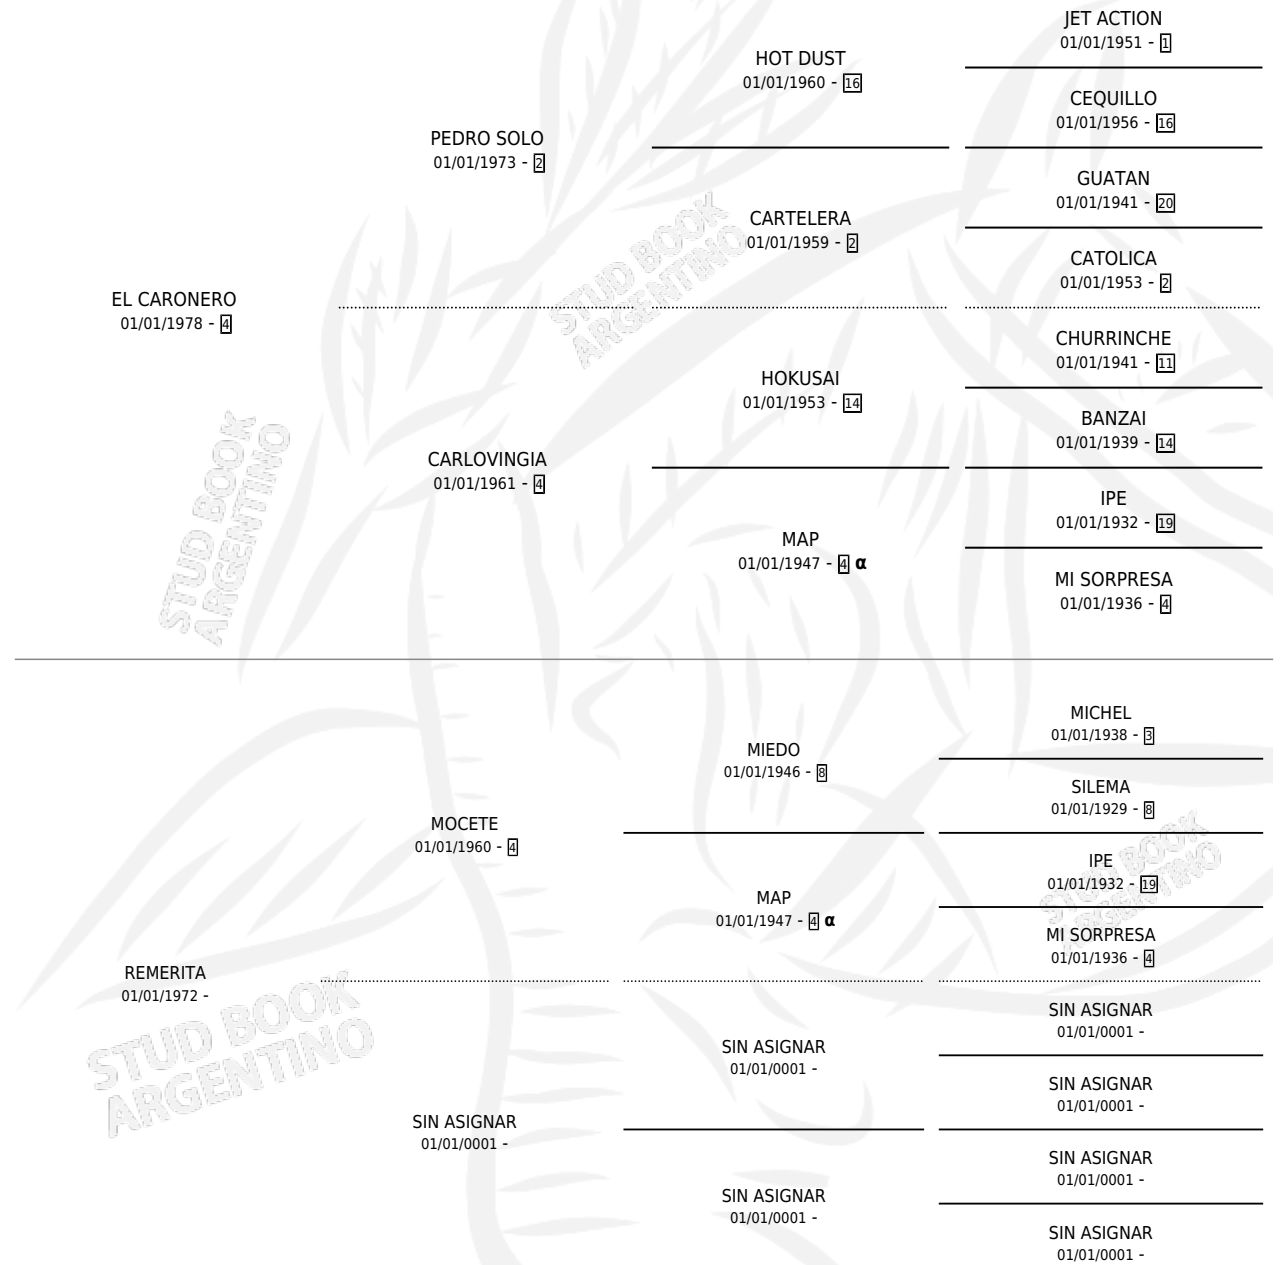 JET ACTION
01/01/1951 - 1
HOT DUST
01/01/1960 - 16
CEQUILLO
01/01/1956 - 16
PEDRO SOLO
01/01/1973 - 2
GUATAN
01/01/1941 - 20
CARTELERA
01/01/1959 - 2
CATOLICA
01/01/1953 - 2
EL CARONERO
01/01/1978 - 4
CHURRINCHE
01/01/1941 - 11
HOKUSAI
01/01/1953 - 14
BANZAI
01/01/1939 - 14
CARLOVINGIA
01/01/1961 - 4
IPE
01/01/1932 - 19
MAP
01/01/1947 - 4 α
MI SORPRESA
01/01/1936 - 4
MICHEL
01/01/1938 - 3
MIEDO
01/01/1946 - 8
SILEMA
01/01/1929 - 8
MOCETE
01/01/1960 - 4
IPE
01/01/1932 - 19
MAP
01/01/1947 - 4 α
MI SORPRESA
01/01/1936 - 4
REMERITA
01/01/1972 -
SIN ASIGNAR
01/01/0001 -
SIN ASIGNAR
01/01/0001 -
SIN ASIGNAR
01/01/0001 -
SIN ASIGNAR
01/01/0001 -
SIN ASIGNAR
01/01/0001 -
SIN ASIGNAR
01/01/0001 -
SIN ASIGNAR
01/01/0001 -
STUD BOOK
ARGENTINO
STUD BOOK
ARGENTINO
STUD BOOK
ARGENTINO
STUD BOOK
ARGENTINO